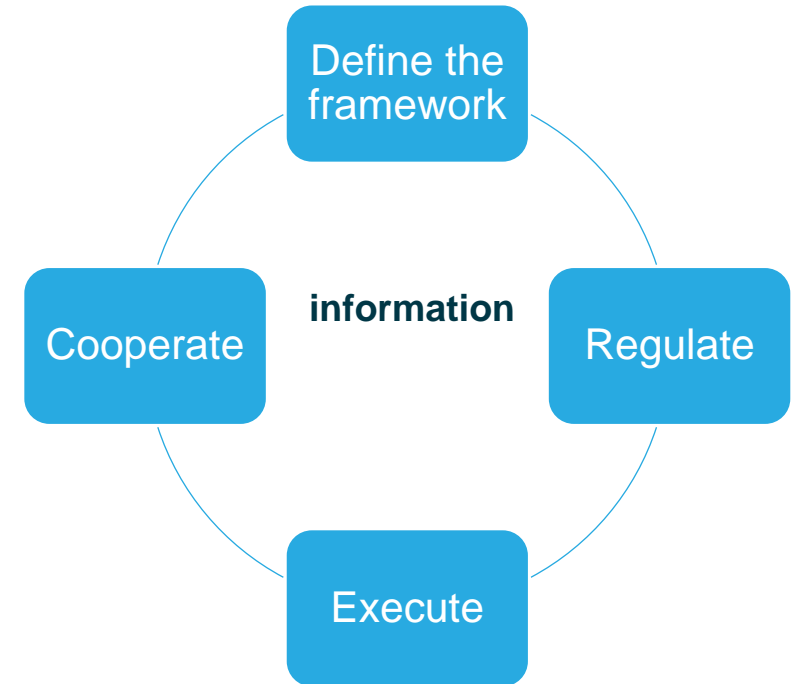 Define the
framework
information
Cooperate
Regulate
Execute